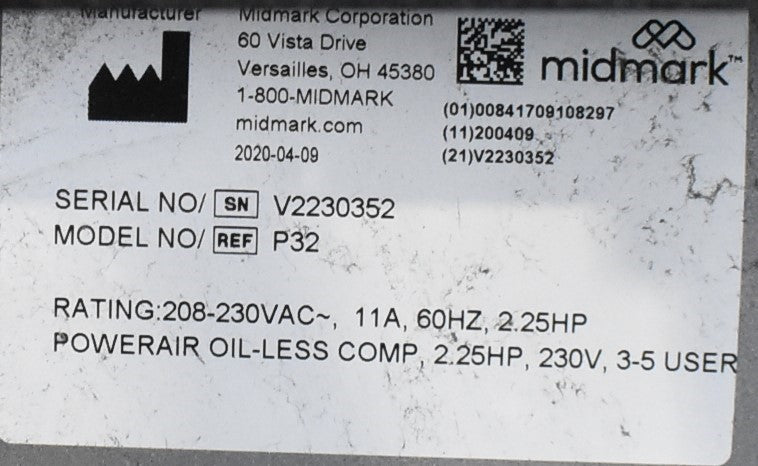 Manufacturer
Midmark Corporation
60 Vista Drive
Versailles, OH 45380
1-800-MIDMARK
midmark.com
2020-04-09
midmark™
(01)00841709108297
(11)200409
(21)V2230352
SERIAL NO/ SN V2230352
MODEL NO/ REF P32
RATING:208-230VAC~, 11A, 60HZ, 2.25HP
POWERAIR OIL-LESS COMP, 2.25HP, 230V, 3-5 USER